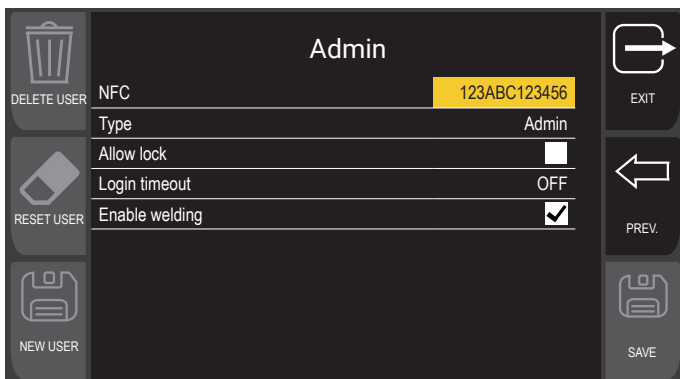 Admin
DELETE USER
NFC 123ABC123456
EXIT
Type Admin
Allow lock
Login timeout OFF
RESET USER
Enable welding
PREV.
NEW USER
SAVE